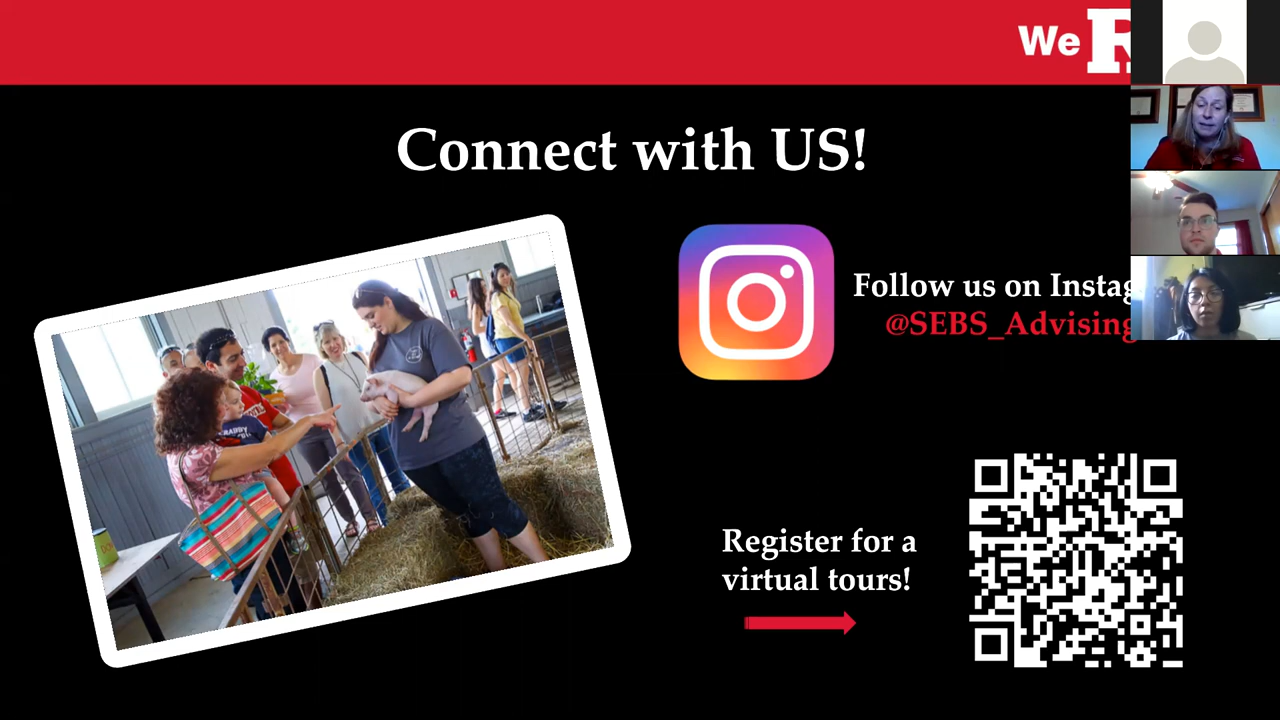 We R
Connect with US!
Follow us on Instag
@SEBS_Advising
Register for a
virtual tours!